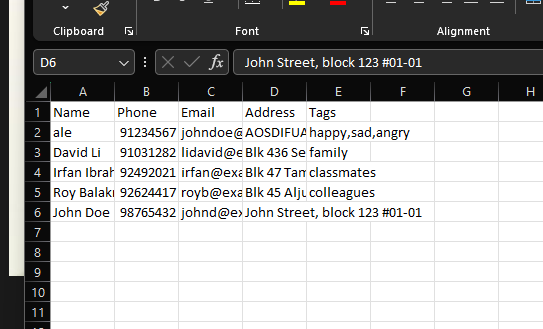 Clipboard Font Alignment
D6 fx John Street, block 123 #01-01
A B C D E F G H
1 Name Phone Email Address Tags
2 ale 91234567 johndoe@ AOSDIFUA happy,sad,angry
3 David Li 91031282 lidavid@e Blk 436 Se family
4 Irfan Ibrah 92492021 irfan@exa Blk 47 Tam classmates
5 Roy Balakr 92624417 royb@exa Blk 45 Alju colleagues
6 John Doe 98765432 johnd@ex John Street, block 123 #01-01
7
8
9
10
11